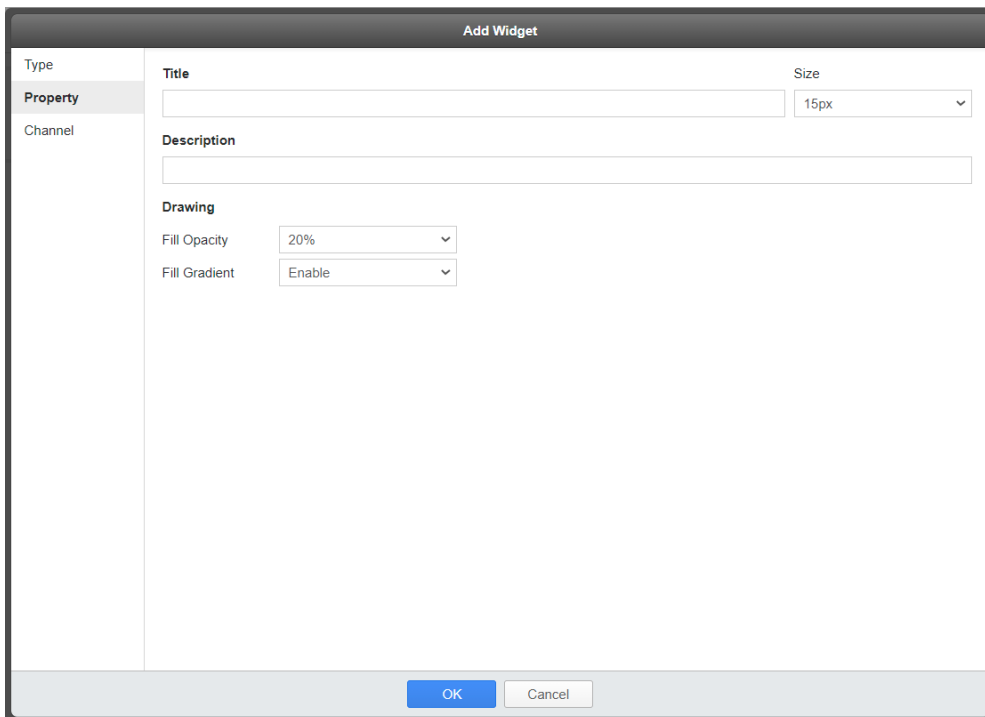 Add Widget
Type
Property
Channel
Title Size
15px
Description
Drawing
Fill Opacity 20%
Fill Gradient Enable
OK Cancel